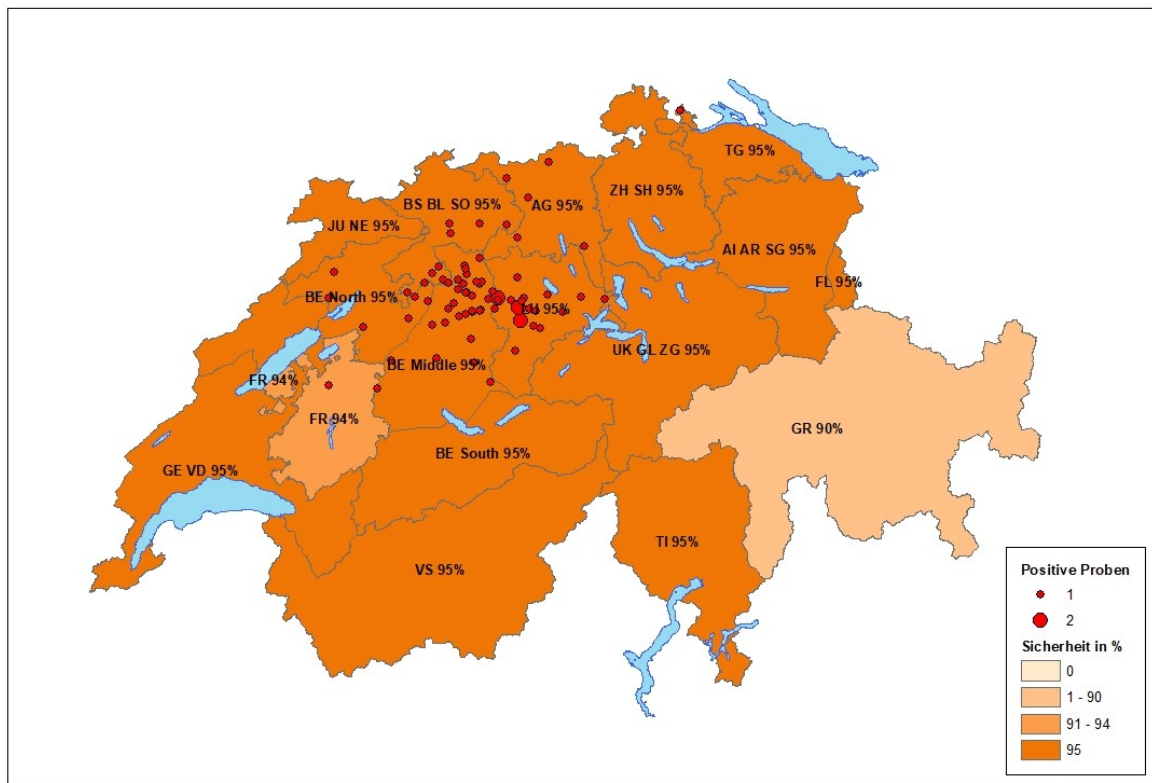 TG 95%
ZH SH 95%
BS BL SO 95%
AG 95%
JU NE 95%
AI AR SG 95%
FL 95%
BE North 95%
LU 95%
UK GL ZG 95%
BE Middle 95%
FR 94%
FR 94%
GR 90%
BE South 95%
GE VD 95%
TI 95%
VS 95%
Positive Proben
1
2
Sicherheit in %
0
1 - 90
91 - 94
95